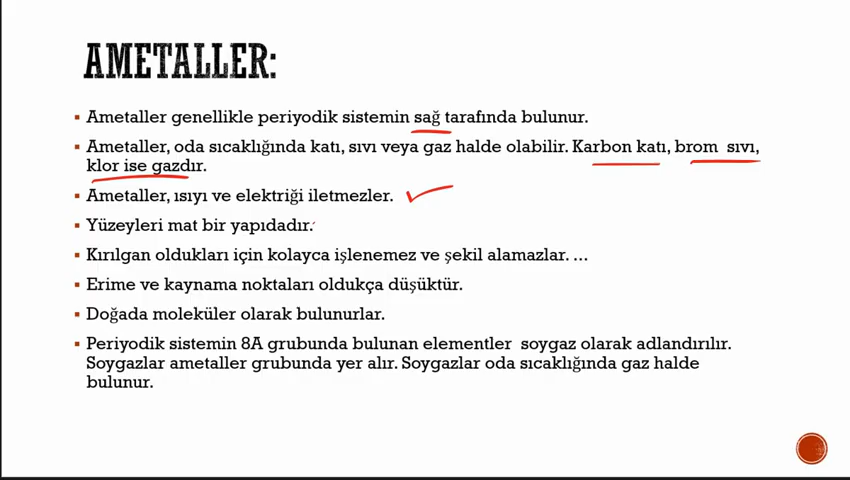 AMETALLER:
▪ Ametaller genellikle periyodik sistemin sağ tarafında bulunur.
▪ Ametaller, oda sıcaklığında katı, sıvı veya gaz halde olabilir. Karbon katı, brom sıvı,
klor ise gazdır.
▪ Ametaller, ısıyı ve elektriği iletmezler.
▪ Yüzeyleri mat bir yapıdadır.
▪ Kırılgan oldukları için kolayca işlenemez ve şekil alamazlar. ...
▪ Erime ve kaynama noktaları oldukça düşüktür.
▪ Doğada moleküler olarak bulunurlar.
▪ Periyodik sistemin 8A grubunda bulunan elementler soygaz olarak adlandırılır.
Soygazlar ametaller grubunda yer alır. Soygazlar oda sıcaklığında gaz halde
bulunur.